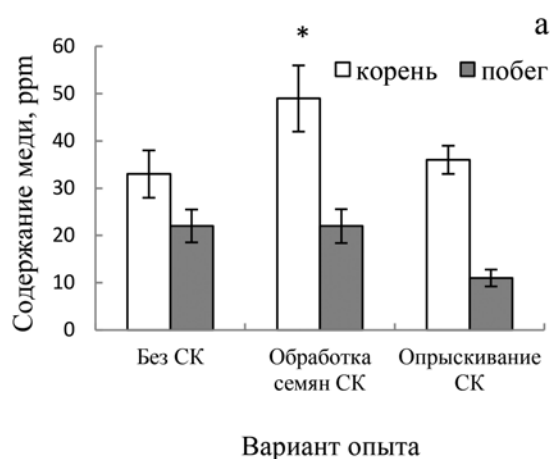 а
*
корень побег
Содержание меди, ppm
60
50
40
30
20
10
0
Без СК
Обработка
семян СК
Опрыскивание
СК
Вариант опыта